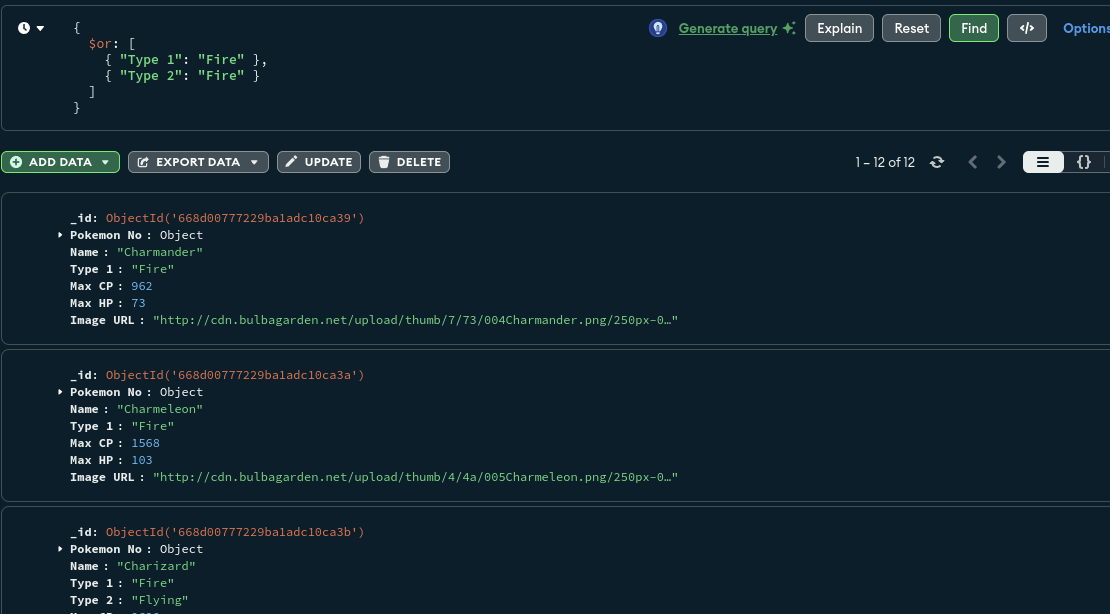 {
$or: [
{ "Type 1": "Fire" },
{ "Type 2": "Fire" }
]
}
Generate query
Explain
Reset
Find
</>
Options
ADD DATA
EXPORT DATA
UPDATE
DELETE
1 – 12 of 12
{}
_id: ObjectId('668d00777229ba1adc10ca39')
Pokemon No : Object
Name : "Charmander"
Type 1 : "Fire"
Max CP : 962
Max HP : 73
Image URL : "http://cdn.bulbagarden.net/upload/thumb/7/73/004Charmander.png/250px-0…"
_id: ObjectId('668d00777229ba1adc10ca3a')
Pokemon No : Object
Name : "Charmeleon"
Type 1 : "Fire"
Max CP : 1568
Max HP : 103
Image URL : "http://cdn.bulbagarden.net/upload/thumb/4/4a/005Charmeleon.png/250px-0…"
_id: ObjectId('668d00777229ba1adc10ca3b')
Pokemon No : Object
Name : "Charizard"
Type 1 : "Fire"
Type 2 : "Flying"